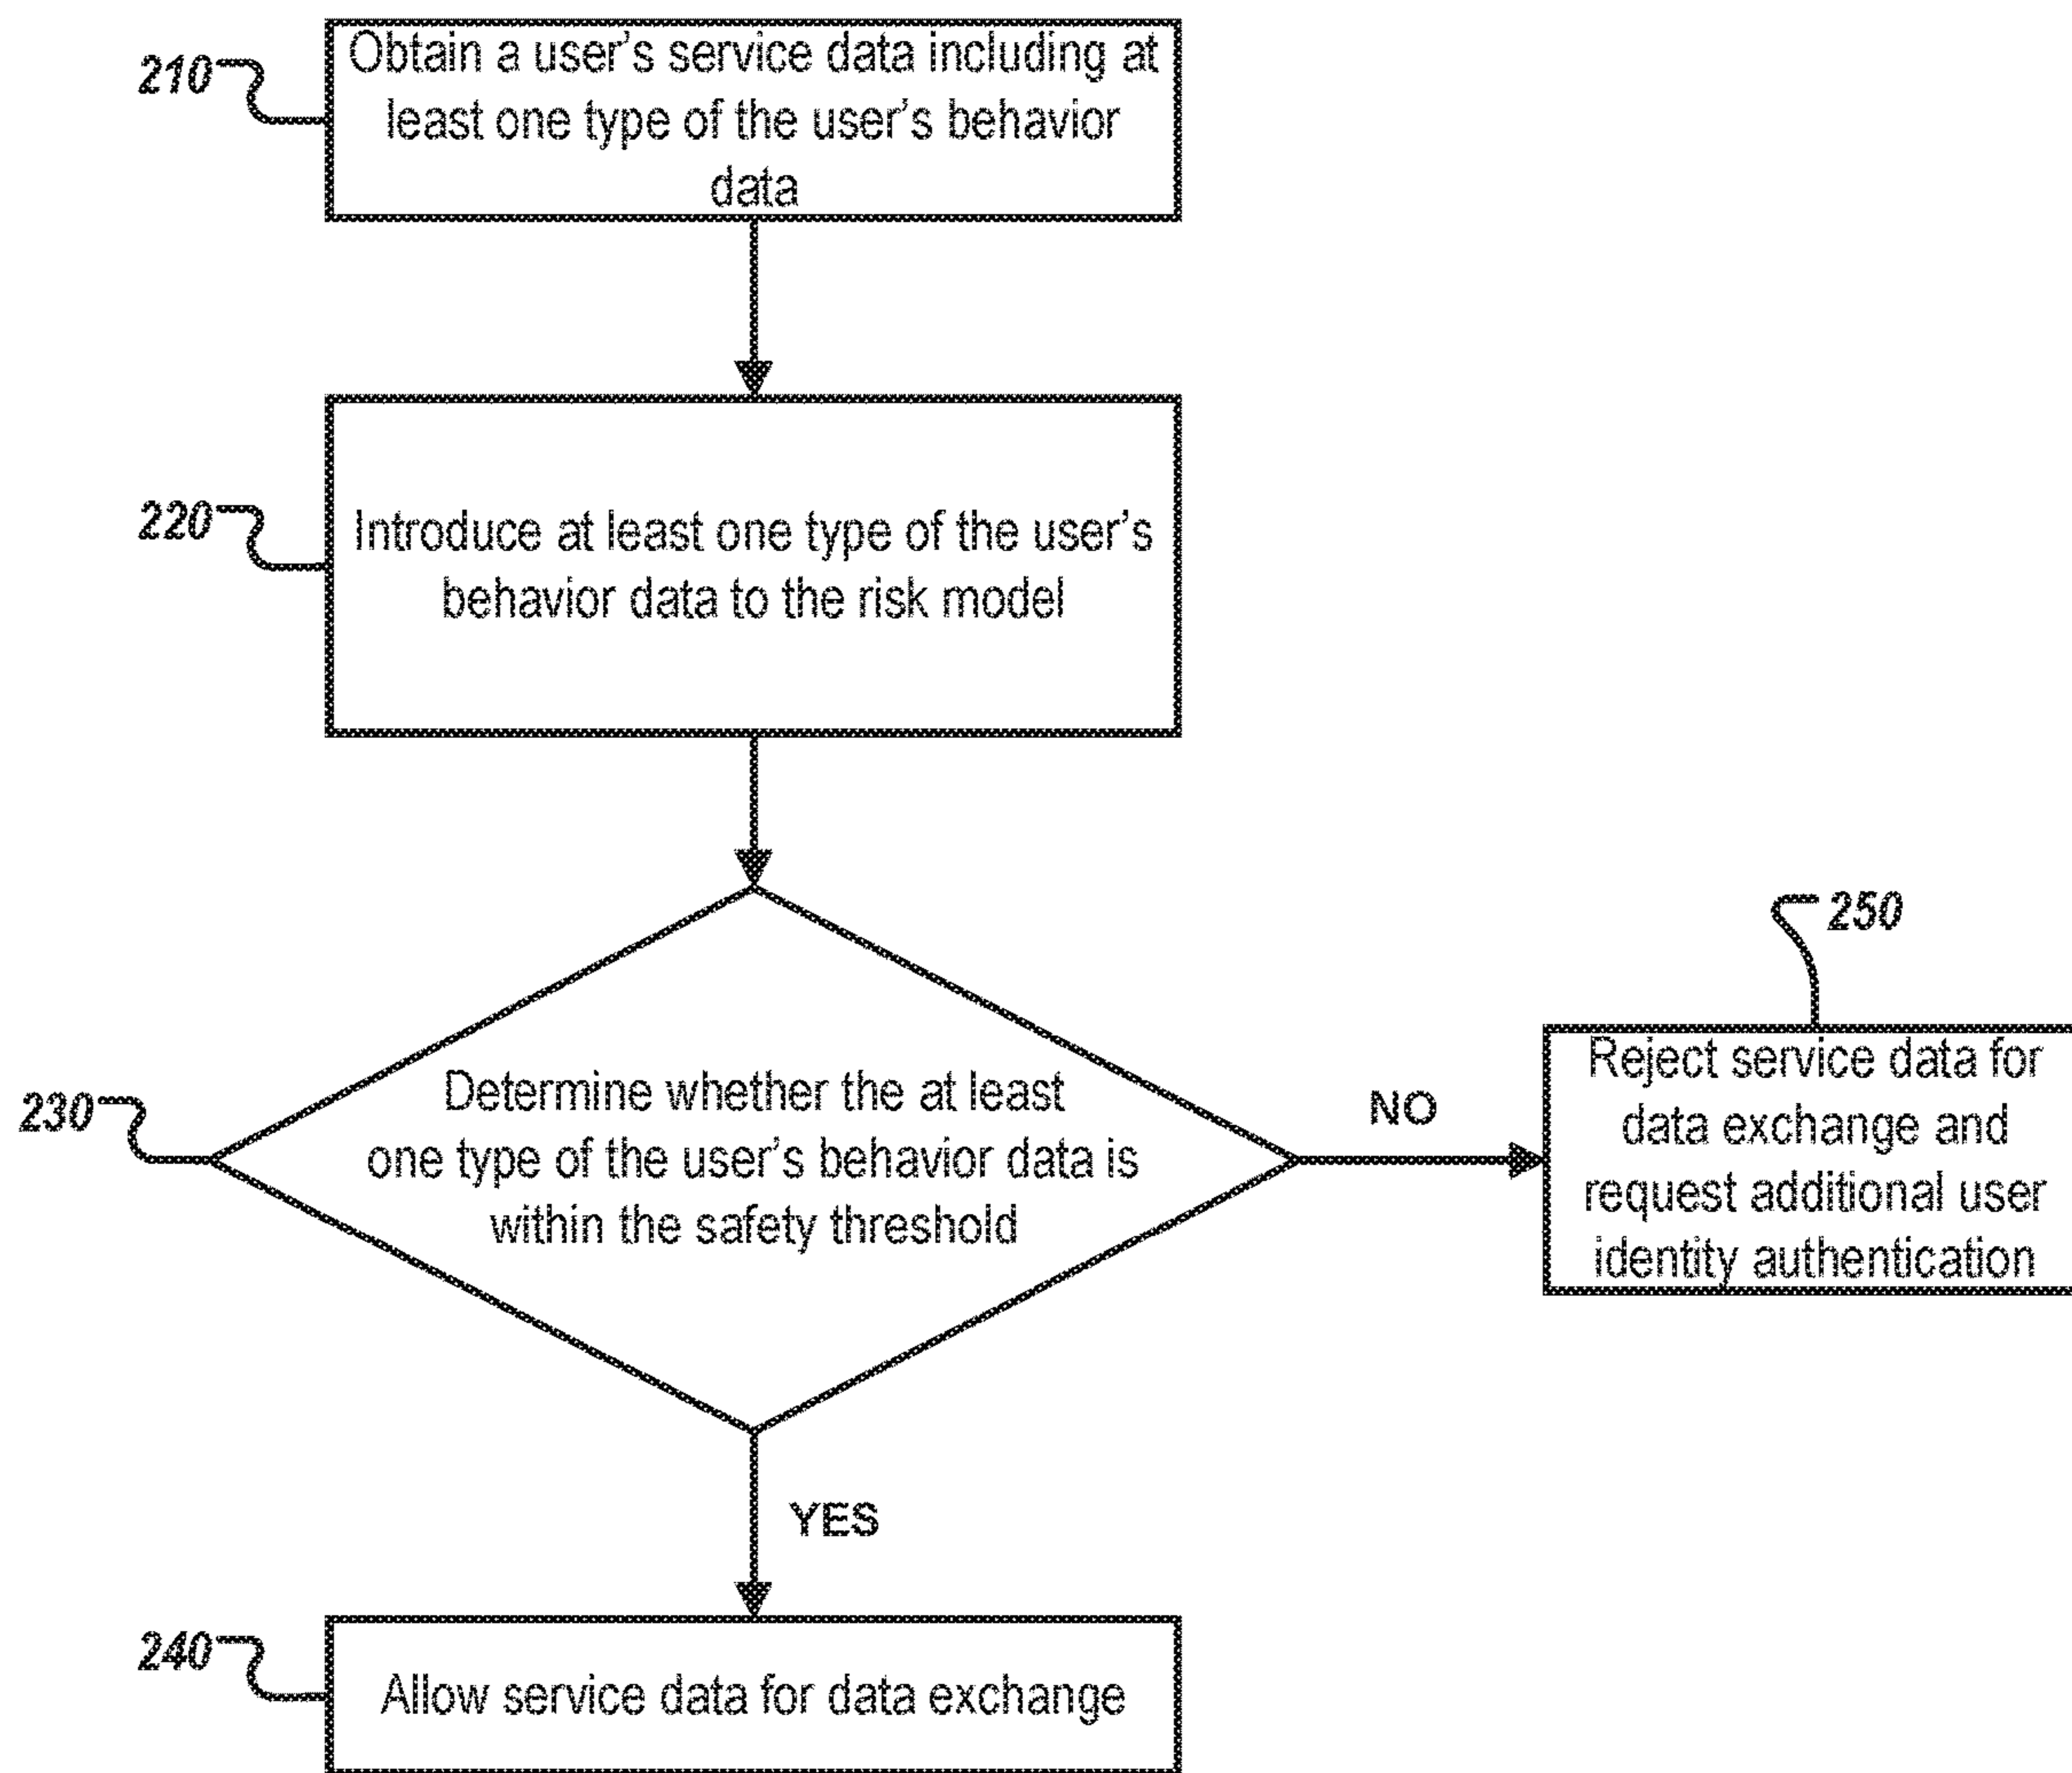 210
Obtain a user's service data including at
least one type of the user's behavior
data
220
Introduce at least one type of the user's
behavior data to the risk model
230
Determine whether the at least
one type of the user's behavior data is
within the safety threshold
NO
250
Reject service data for
data exchange and
request additional user
identity authentication
YES
240
Allow service data for data exchange